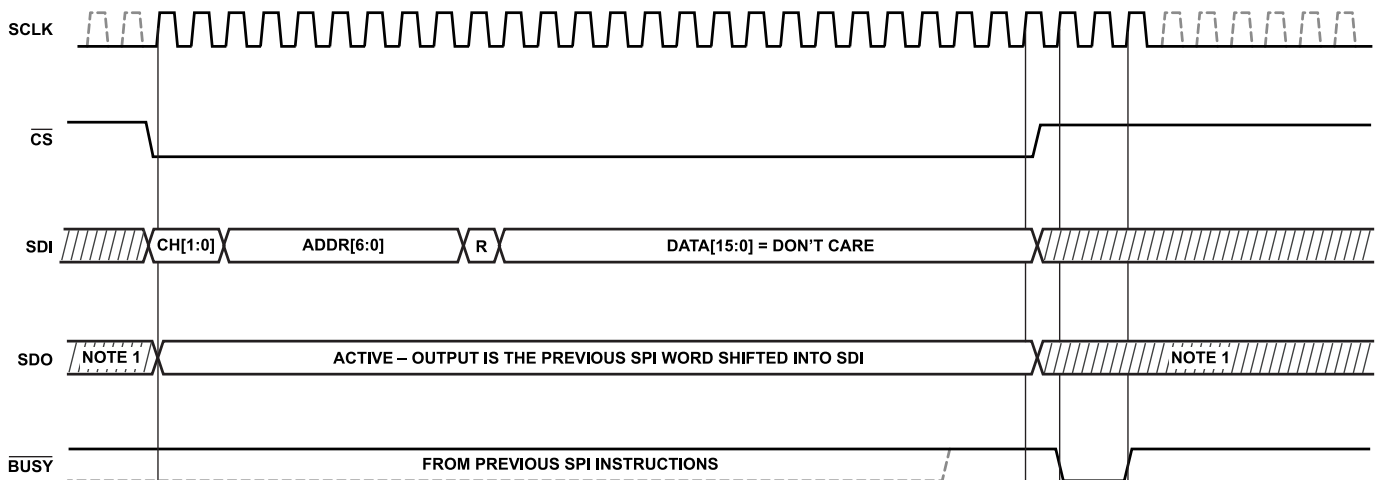 SCLK
CS
SDI
CH[1:0] ADDR[6:0] R DATA[15:0] = DON'T CARE
SDO
NOTE 1 ACTIVE – OUTPUT IS THE PREVIOUS SPI WORD SHIFTED INTO SDI NOTE 1
BUSY
FROM PREVIOUS SPI INSTRUCTIONS